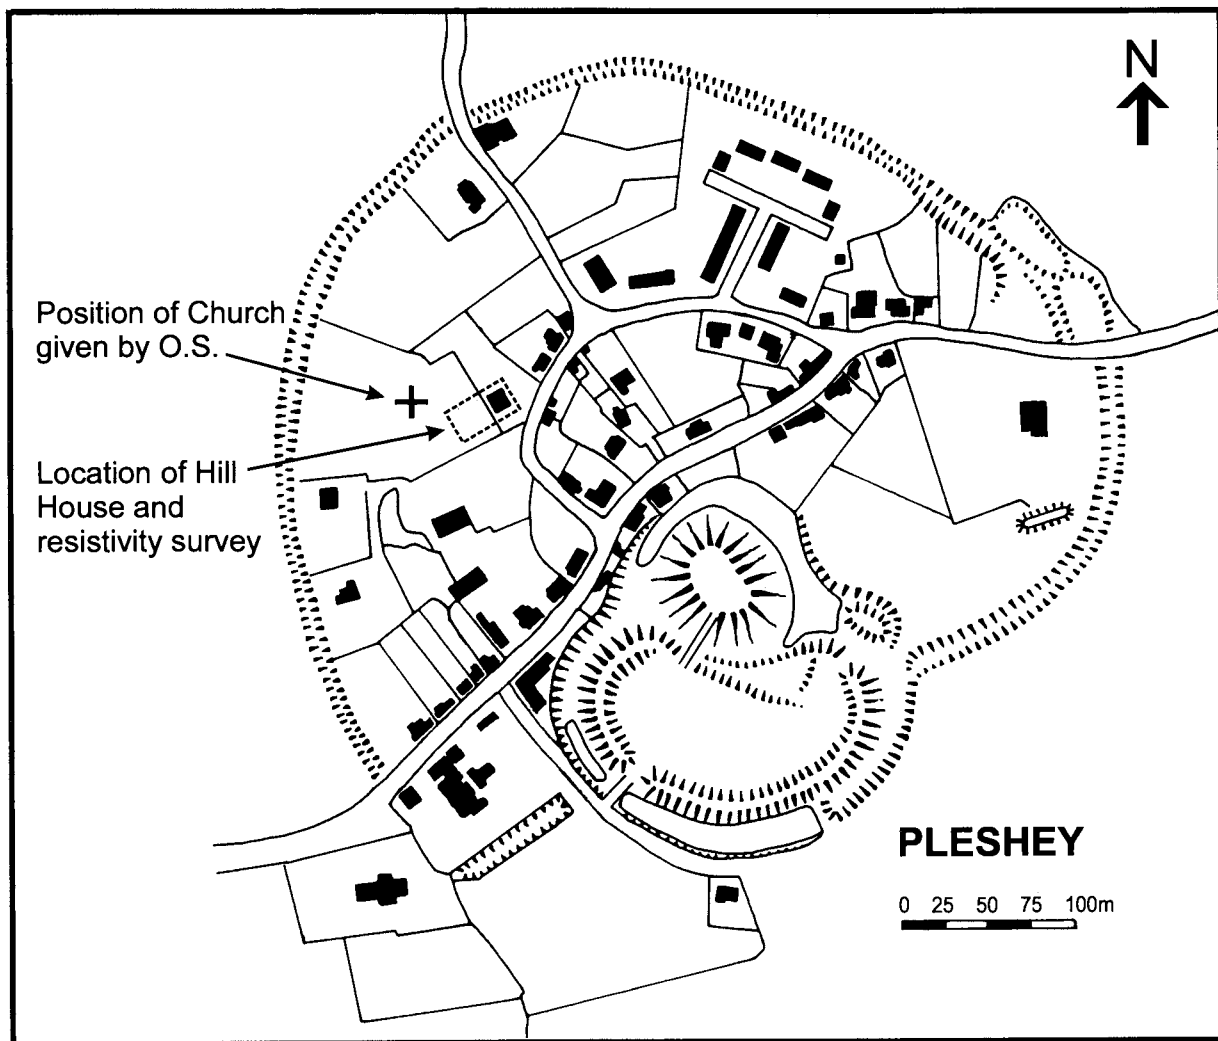 N
Position of Church
given by O.S.
Location of Hill
House and
resistivity survey
PLESHEY
0 25 50 75 100m